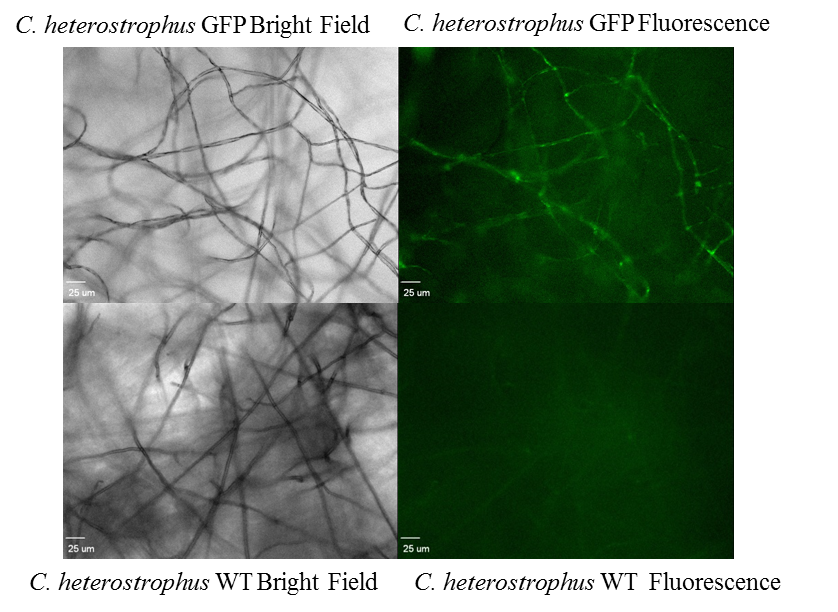 C. heterostrophus GFP Bright Field
C. heterostrophus GFP Fluorescence
25 um
25 um
25 um
25 um
C. heterostrophus WT Bright Field
C. heterostrophus WT Fluorescence